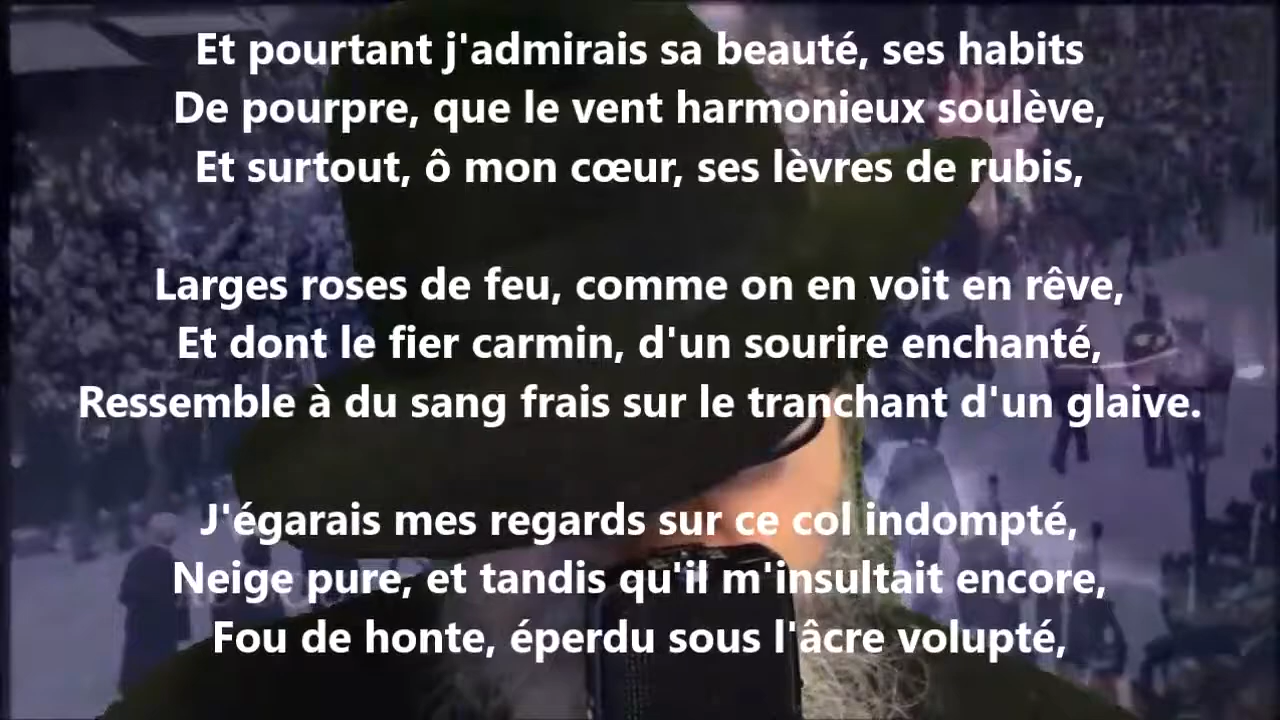 Et pourtant j'admirais sa beauté, ses habits
De pourpre, que le vent harmonieux soulève,
Et surtout, ô mon cœur, ses lèvres de rubis,
Larges roses de feu, comme on en voit en rêve,
Et dont le fier carmin, d'un sourire enchanté,
Ressemble à du sang frais sur le tranchant d'un glaive.
J'égarais mes regards sur ce col indompté,
Neige pure, et tandis qu'il m'insultait encore,
Fou de honte, éperdu sous l'âcre volupté,